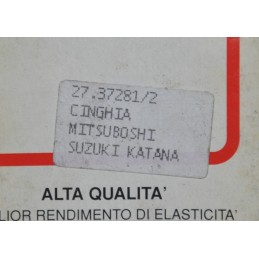 27.37281/2
CINGHIA
MITSUBOSHI
SUZUKI KATANA
ALTA QUALITA'
LIOR RENDIMENTO DI ELASTICITA'